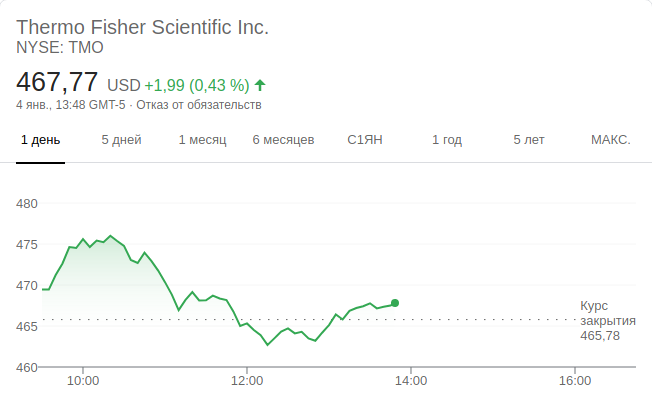 Thermo Fisher Scientific Inc.
NYSE: TMO
467,77 USD +1,99 (0,43 %)
4 янв., 13:48 GMT-5 · Отказ от обязательств
1 день 5 дней 1 месяц 6 месяцев С1ЯН 1 год 5 лет МАКС.
480
475
470
465
460
Курс
закрытия
465,78
10:00 12:00 14:00 16:00